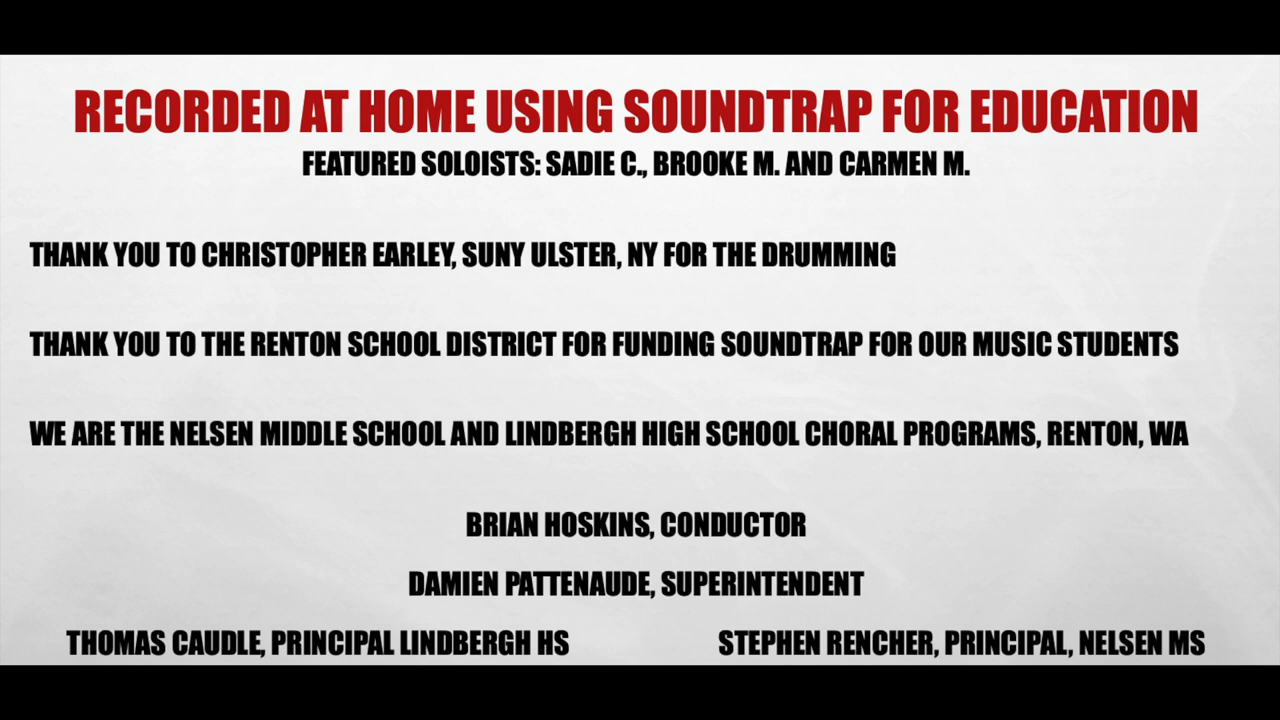 RECORDED AT HOME USING SOUNDTRAP FOR EDUCATION
FEATURED SOLOISTS: SADIE C., BROOKE M. AND CARMEN M.
THANK YOU TO CHRISTOPHER EARLEY, SUNY ULSTER, NY FOR THE DRUMMING
THANK YOU TO THE RENTON SCHOOL DISTRICT FOR FUNDING SOUNDTRAP FOR OUR MUSIC STUDENTS
WE ARE THE NELSEN MIDDLE SCHOOL AND LINDBERGH HIGH SCHOOL CHORAL PROGRAMS, RENTON, WA
BRIAN HOSKINS, CONDUCTOR
DAMIEN PATTENAUDE, SUPERINTENDENT
THOMAS CAUDLE, PRINCIPAL LINDBERGH HS
STEPHEN RENCHER, PRINCIPAL, NELSEN MS